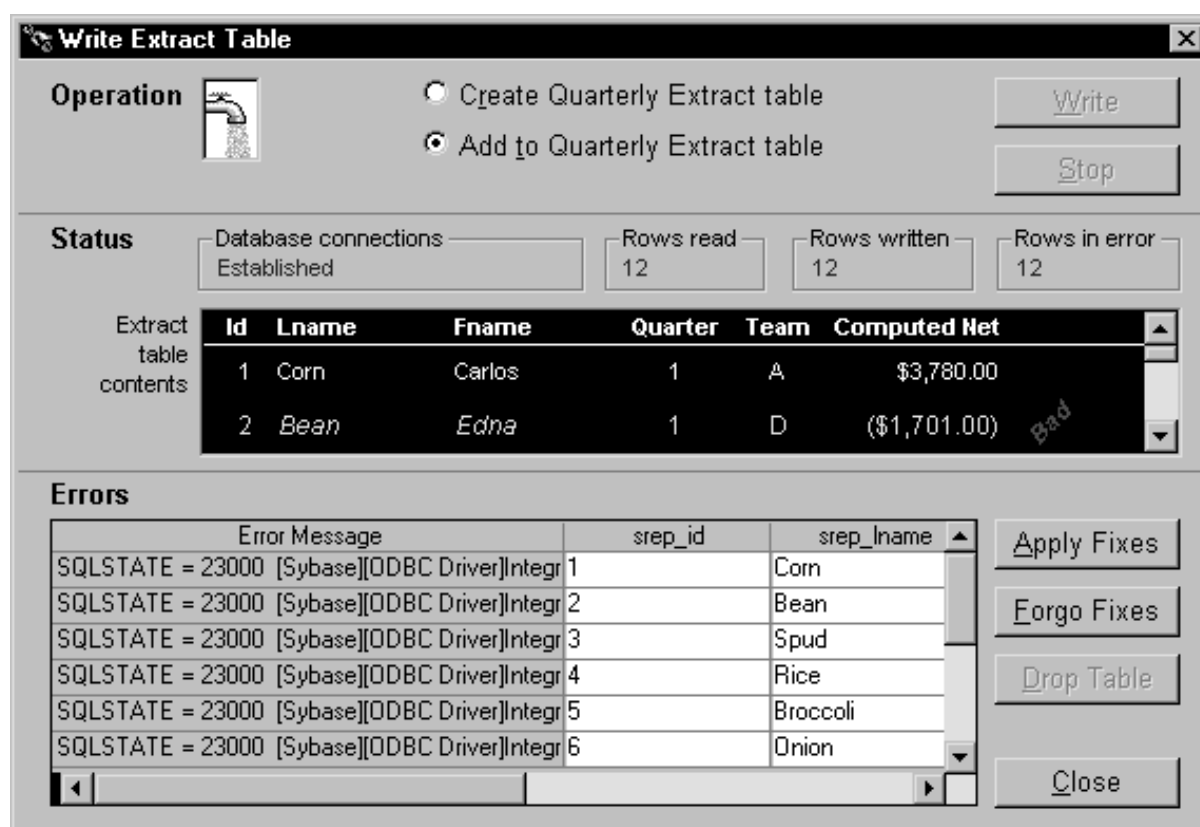 Write Extract Table
Operation
Create Quarterly Extract table
Write
Add to Quarterly Extract table
Stop
Status
Database connections
Established
Rows read
12
Rows written
12
Rows in error
12
Extract
table
contents
Id Lname Fname Quarter Team Computed Net
1 Corn Carlos 1 A $3,780.00
2 Bean Edna 1 D ($1,701.00) Bad
Errors
Error Message srep_id srep_lname
SQLSTATE = 23000 [Sybase][ODBC Driver]Integr 1 Corn
SQLSTATE = 23000 [Sybase][ODBC Driver]Integr 2 Bean
SQLSTATE = 23000 [Sybase][ODBC Driver]Integr 3 Spud
SQLSTATE = 23000 [Sybase][ODBC Driver]Integr 4 Rice
SQLSTATE = 23000 [Sybase][ODBC Driver]Integr 5 Broccoli
SQLSTATE = 23000 [Sybase][ODBC Driver]Integr 6 Onion
Apply Fixes
Forgo Fixes
Drop Table
Close